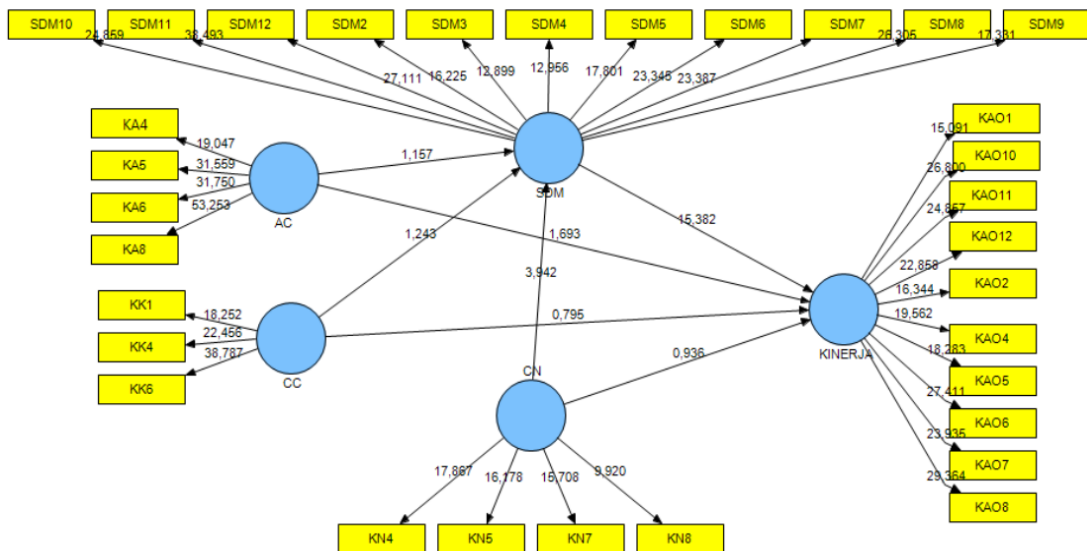 SDM10 SDM11 SDM12 SDM2 SDM3 SDM4 SDM5 SDM6 SDM7 SDM8 SDM9
24,859 38,493 27,111 16,225 12,899 12,956 17,801 23,345 23,387 26,305 17,331
KA4
19,047
KA5
31,559
KA6
31,750
KA8
53,253
AC
1,157
SDM
1,243
1,693
3,942
15,382
KK1
18,252
KK4
22,456
KK6
38,787
CC
0,795
CN
0,936
KINERJA
KAO1
15,091
KAO10
26,800
KAO11
24,857
KAO12
22,858
KAO2
16,344
KAO4
19,562
KAO5
18,283
KAO6
27,411
KAO7
23,935
KAO8
29,364
17,867 16,178 15,708 9,920
KN4 KN5 KN7 KN8